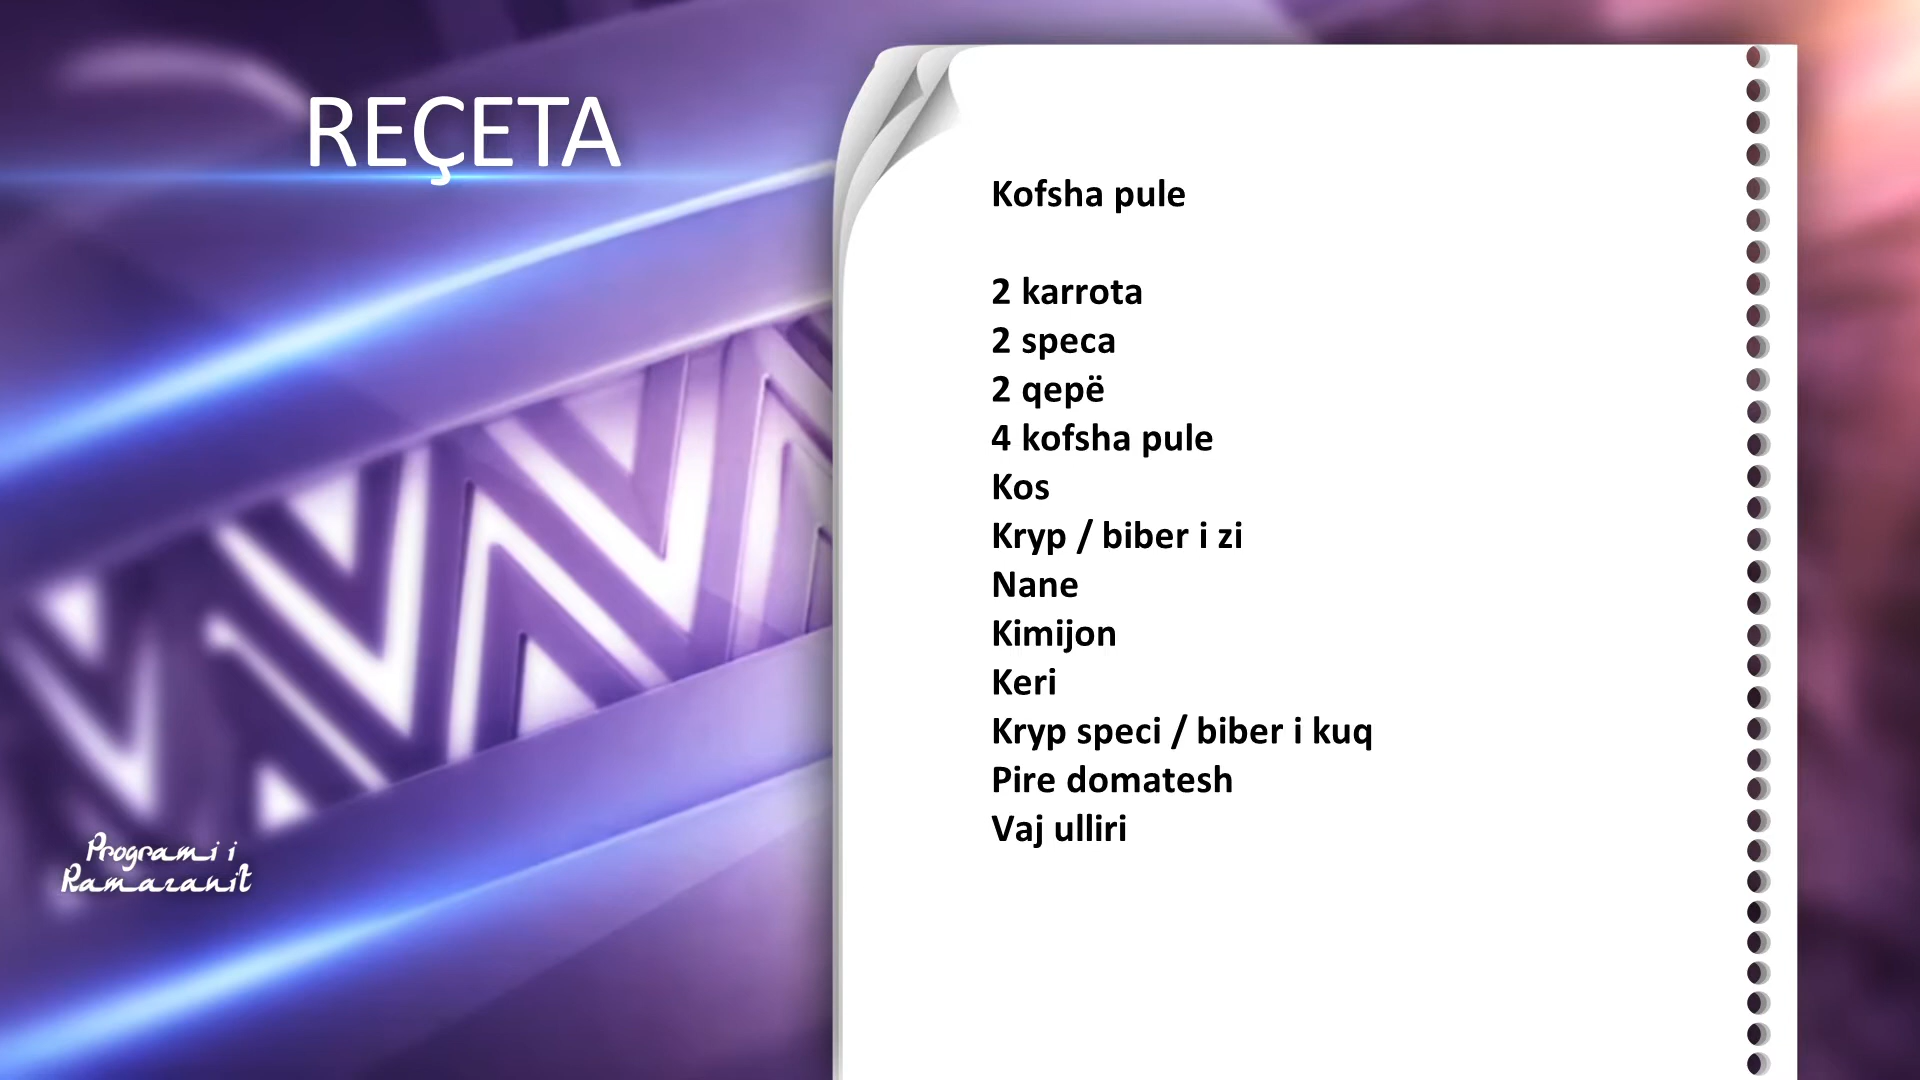 REÇETA
Kofsha pule
2 karrota
2 speca
2 qepë
4 kofsha pule
Kos
Kryp / biber i zi
Nane
Kimijon
Keri
Kryp speci / biber i kuq
Pire domatesh
Vaj ulliri
Programi i
Ramazanit